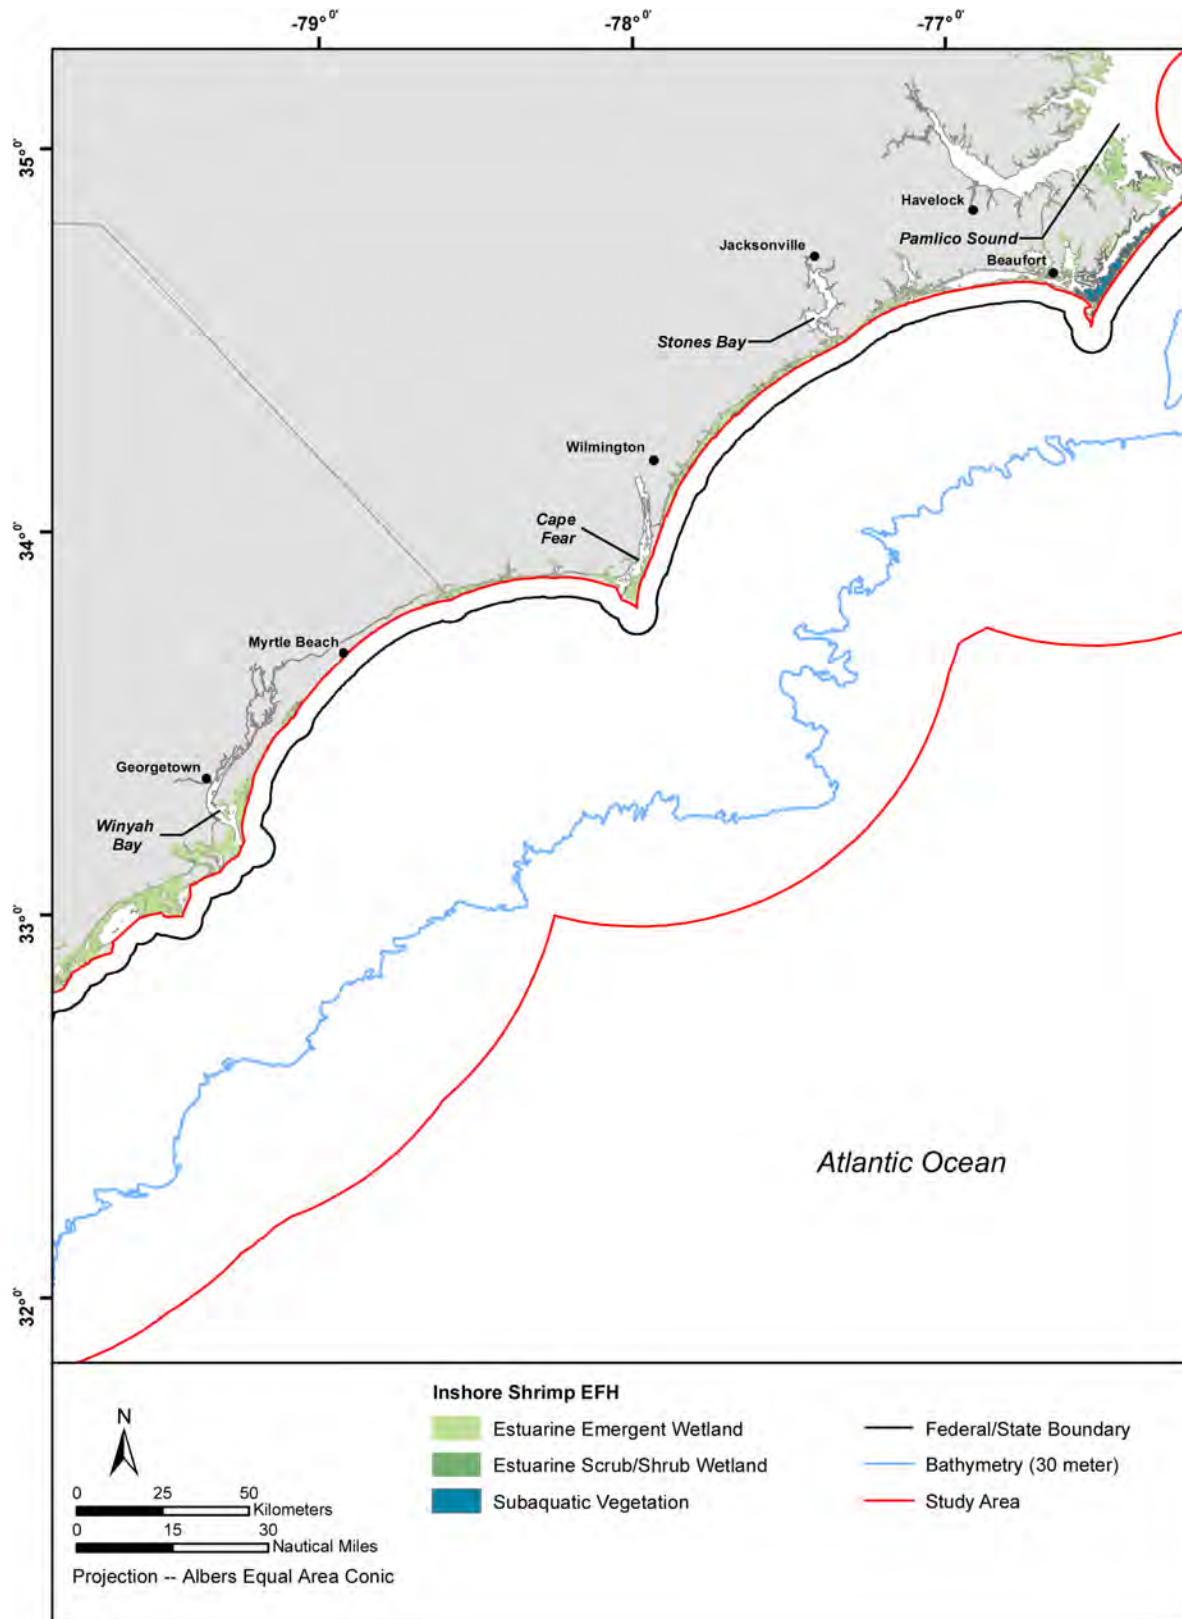 -79° 0'
-78° 0'
-77° 0'
35° 0'
34° 0'
33° 0'
32° 0'
Havelock
Pamlico Sound
Jacksonville
Beaufort
Stones Bay
Wilmington
Cape
Fear
Myrtle Beach
Georgetown
Winyah
Bay
Atlantic Ocean
N
0 25 50
Kilometers
0 15 30
Nautical Miles
Projection -- Albers Equal Area Conic
Inshore Shrimp EFH
Estuarine Emergent Wetland
Estuarine Scrub/Shrub Wetland
Subaquatic Vegetation
Federal/State Boundary
Bathymetry (30 meter)
Study Area